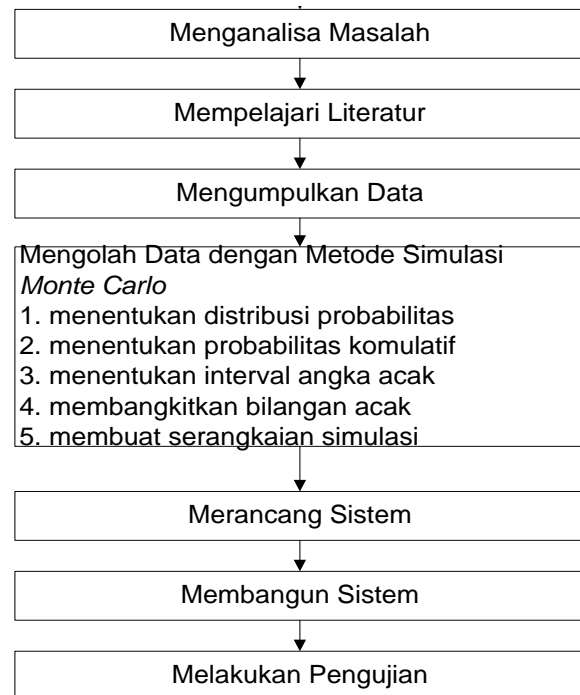 Menganalisa Masalah
Mempelajari Literatur
Mengumpulkan Data
Mengolah Data dengan Metode Simulasi
Monte Carlo
1. menentukan distribusi probabilitas
2. menentukan probabilitas komulatif
3. menentukan interval angka acak
4. membangkitkan bilangan acak
5. membuat serangkaian simulasi
Merancang Sistem
Membangun Sistem
Melakukan Pengujian